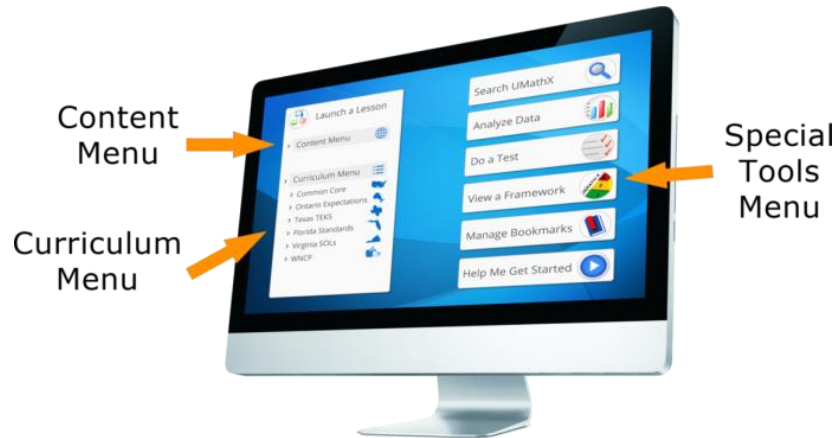 Content
Menu
Curriculum
Menu
Launch a Lesson
Content Menu
Curriculum Menu
Common Core
Ontario Expectations
Texas TEKS
Florida Standards
Virginia SOLs
WNCP
Search UMathX
Analyze Data
Do a Test
View a Framework
Manage Bookmarks
Help Me Get Started
Special
Tools
Menu